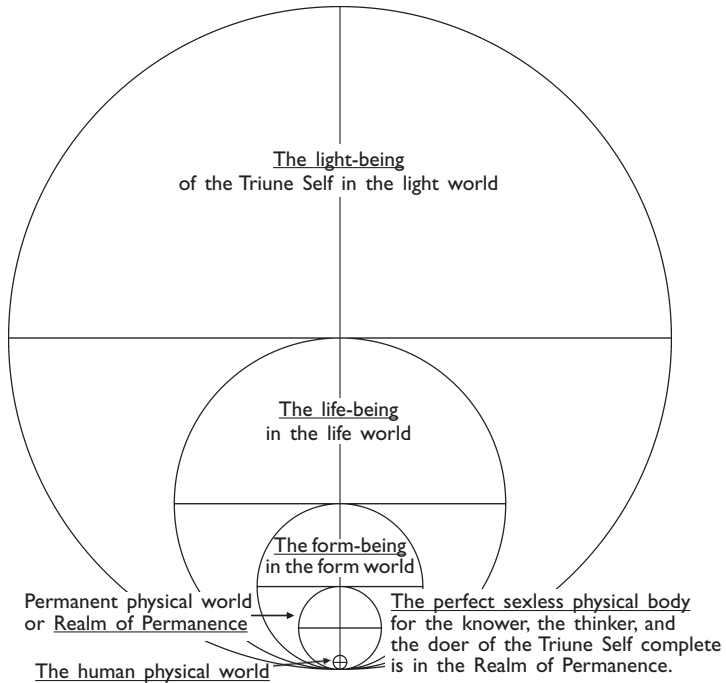 The light-being
of the Triune Self in the light world
The life-being
in the life world
The form-being
in the form world
Permanent physical world
or Realm of Permanence
The perfect sexless physical body
for the knower, the thinker, and
the doer of the Triune Self complete
is in the Realm of Permanence.
The human physical world